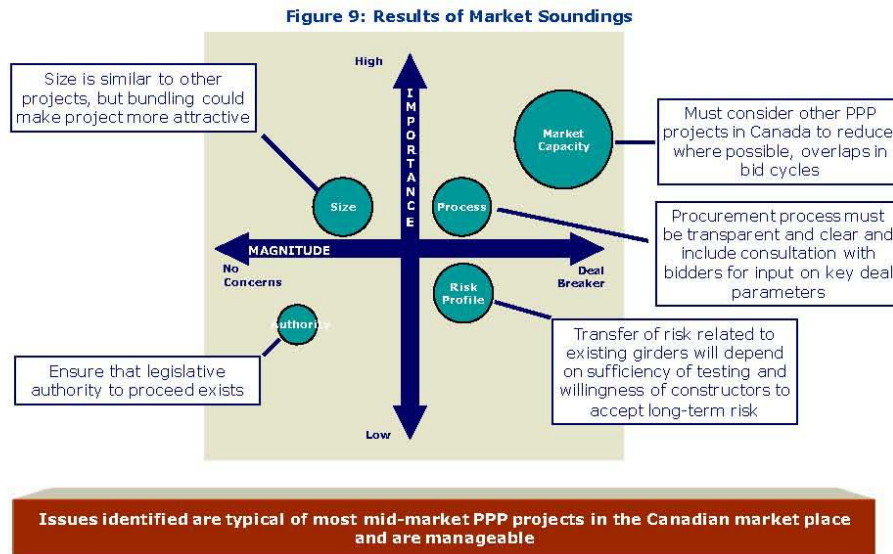 Figure 9: Results of Market Soundings
High
Size is similar to other
projects, but bundling could
make project more attractive
IMPORTANCE
Market
Capacity
Must consider other PPP
projects in Canada to reduce
where possible, overlaps in
bid cycles
Size
Process
Procurement process must
be transparent and clear and
include consultation with
bidders for input on key deal
parameters
MAGNITUDE
No
Concerns
Deal
Breaker
Risk
Profile
Authority
Ensure that legislative
authority to proceed exists
Transfer of risk related to
existing girders will depend
on sufficiency of testing and
willingness of constructors to
accept long-term risk
Low
Issues identified are typical of most mid-market PPP projects in the Canadian market place
and are manageable